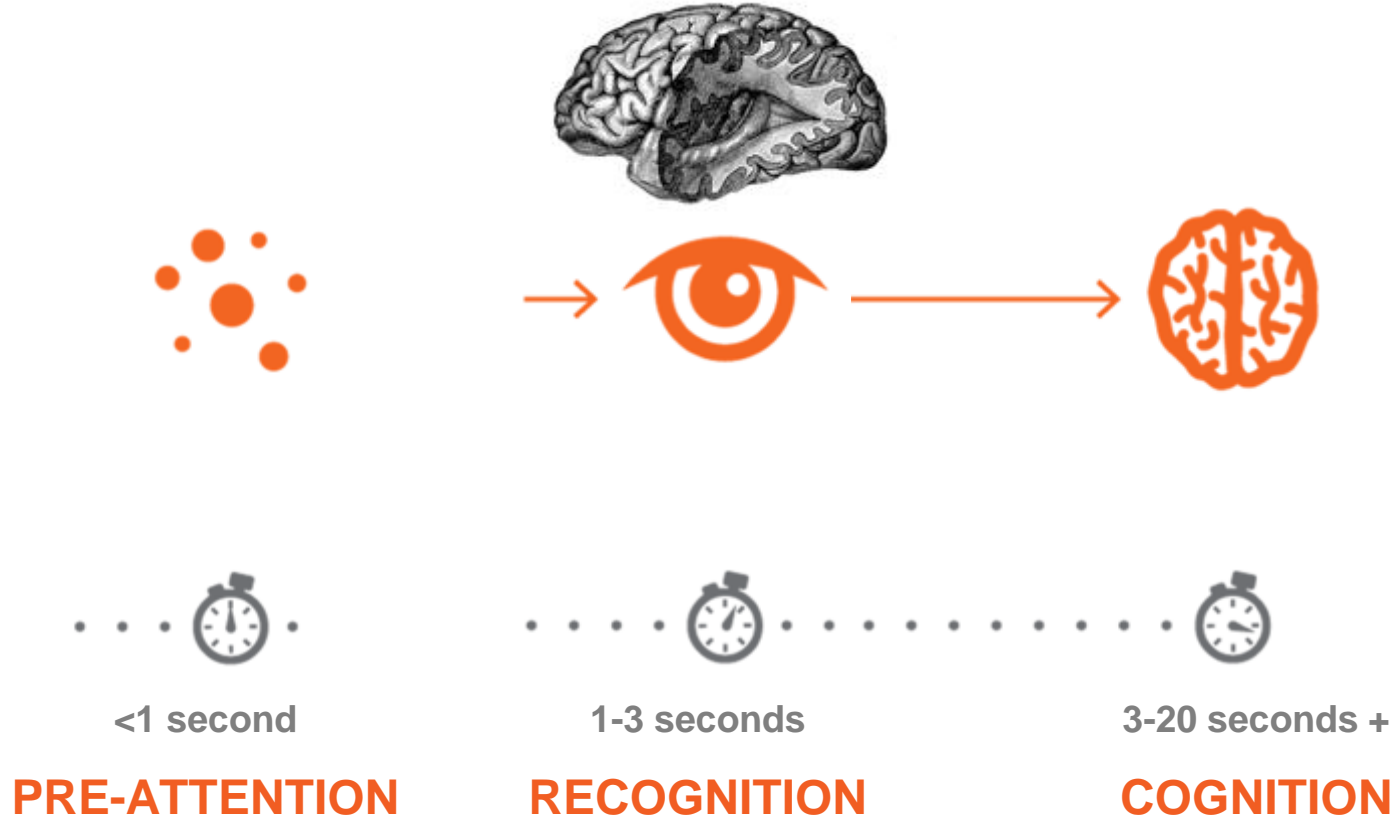 <1 second
1-3 seconds
3-20 seconds +
PRE-ATTENTION
RECOGNITION
COGNITION